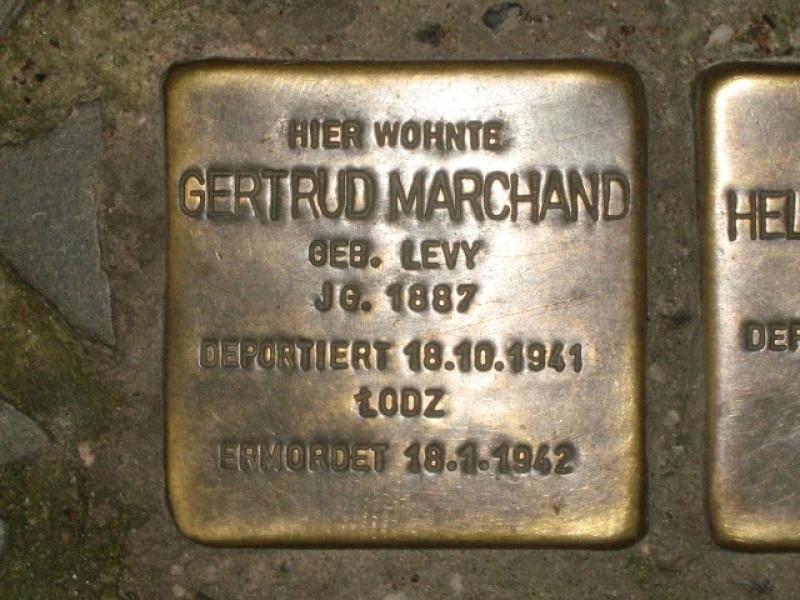 HIER WOHNTE
GERTRUD MARCHAND
GEB. LEVY
JG. 1887
DEPORTIERT 18.10.1941
ŁODZ
ERMORDET 18.1.1942